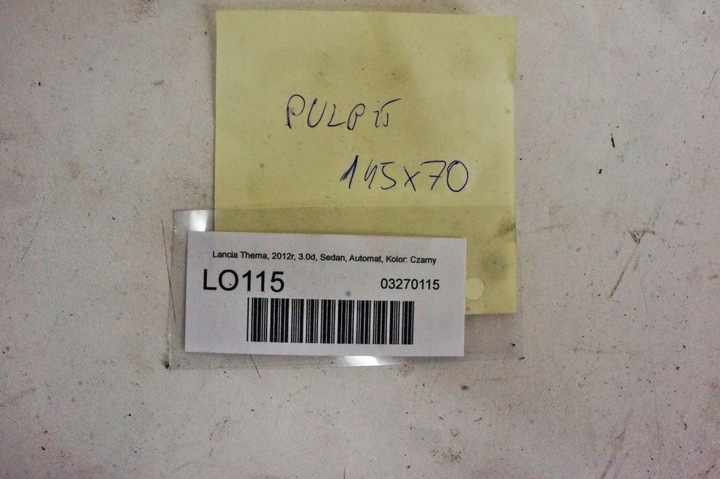 PULPIT
145x70
Lancia Thema, 2012r, 3.0d, Sedan, Automat, Kolor: Czarny
LO115
03270115